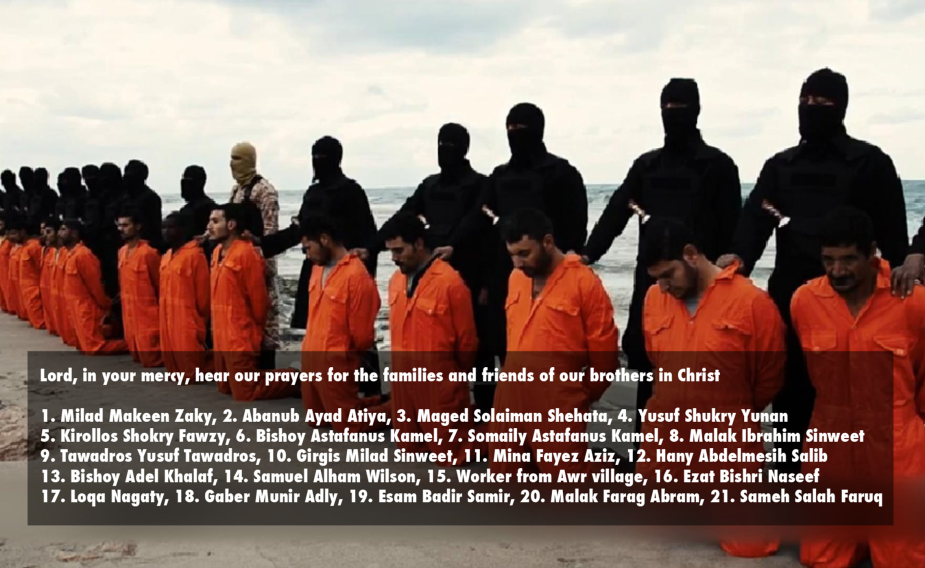 Lord, in your mercy, hear our prayers for the families and friends of our brothers in Christ
1. Milad Makeen Zaky, 2. Abanub Ayad Atiya, 3. Maged Solaiman Shehata, 4. Yusuf Shukry Yunan
5. Kirollos Shokry Fawzy, 6. Bishoy Astafanus Kamel, 7. Somaily Astafanus Kamel, 8. Malak Ibrahim Sinweet
9. Tawadros Yusuf Tawadros, 10. Girgis Milad Sinweet, 11. Mina Fayez Aziz, 12. Hany Abdelmesih Salib
13. Bishoy Adel Khalaf, 14. Samuel Alham Wilson, 15. Worker from Awr village, 16. Ezat Bishri Naseef
17. Loqa Nagaty, 18. Gaber Munir Adly, 19. Esam Badir Samir, 20. Malak Farag Abram, 21. Sameh Salah Faruq